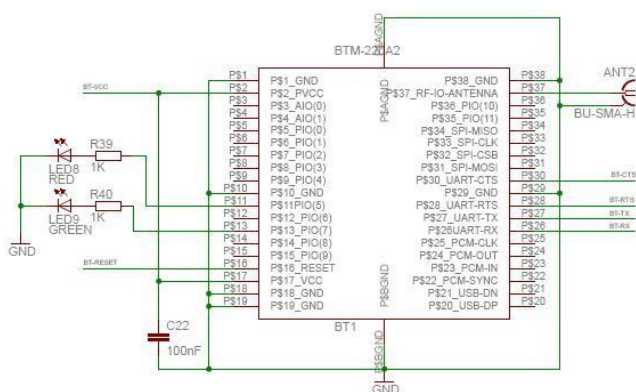 P$AGND
BTM-220A2
P$1
P$1_GND
P$38_GND
P$38
ANT2
BT-VCC
P$2
P$2_PVCC
P$37_RF-IO-ANTENNA
P$37
P$3
P$3_AIO(0)
P$AGND
P$36_PIO(10)
P$36
P$4
P$4_AIO(1)
P$35_PIO(11)
P$35
BU-SMA-H
P$5
P$5_PIO(0)
P$34_SPI-MISO
P$34
P$6
P$6_PIO(1)
P$33_SPI-CLK
P$33
R39
P$7
P$7_PIO(2)
P$32_SPI-CSB
P$32
P$8
P$8_PIO(3)
P$31_SPI-MOSI
P$31
LED8
1K
P$9
P$9_PIO(4)
P$30_UART-CTS
P$30
BT-CTS
RED
R40
P$10
P$10_GND
P$29_GND
P$29
P$11
P$11PIO(5)
P$28_UART-RTS
P$28
BT-RTS
LED9
1K
P$12
P$12_PIO(6)
P$27_UART-TX
P$27
BT-TX
GREEN
P$13
P$13_PIO(7)
P$26UART-RX
P$26
BT-RX
P$14
P$14_PIO(8)
P$25_PCM-CLK
P$25
GND
P$15
P$15_PIO(9)
P$24_PCM-OUT
P$24
BT-RESET
P$16
P$16_RESET
P$23_PCM-IN
P$23
P$17
P$17_VCC
P$22_PCM-SYNC
P$22
P$18
P$18_GND
P$BGND
P$21_USB-DN
P$21
P$19
P$19_GND
P$20_USB-DP
P$20
C22
BT1
100nF
P$BGND
GND